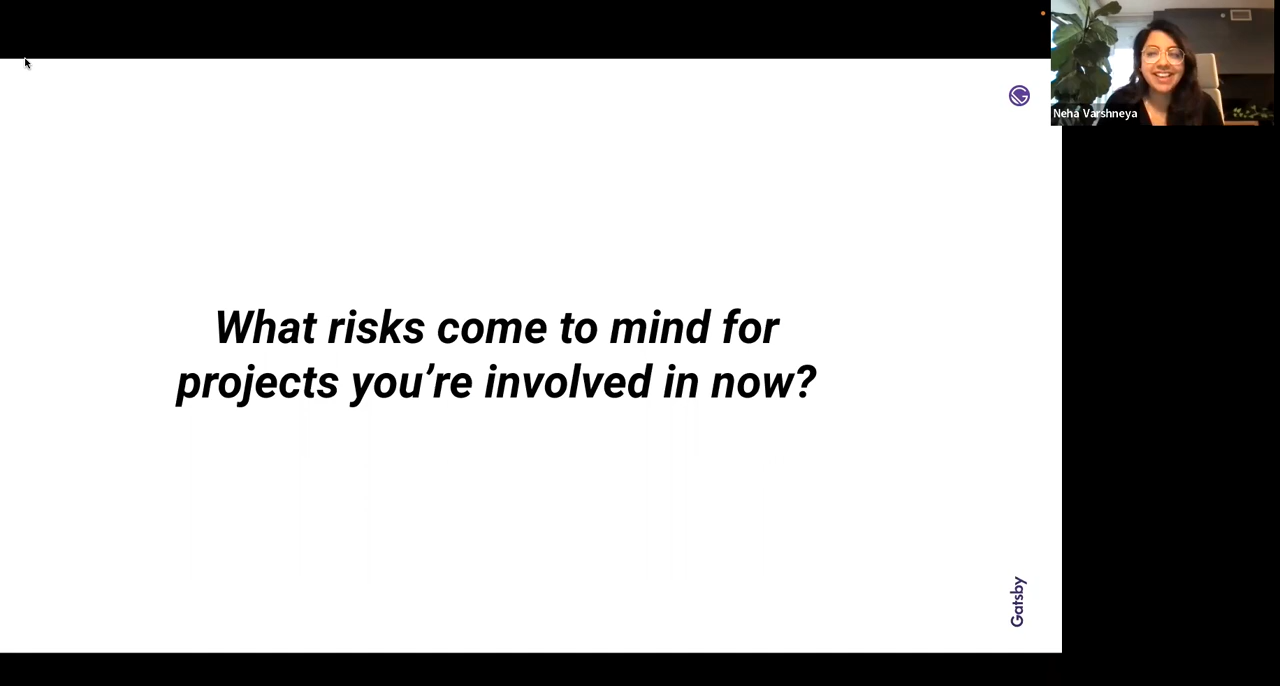 Neha Varshneya
What risks come to mind for
projects you’re involved in now?
Gatsby